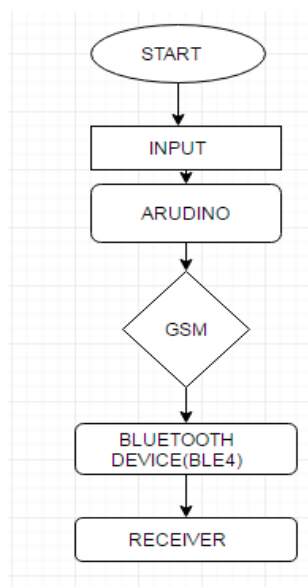 START
INPUT
ARUDINO
GSM
BLUETOOTH
DEVICE(BLE4)
RECEIVER